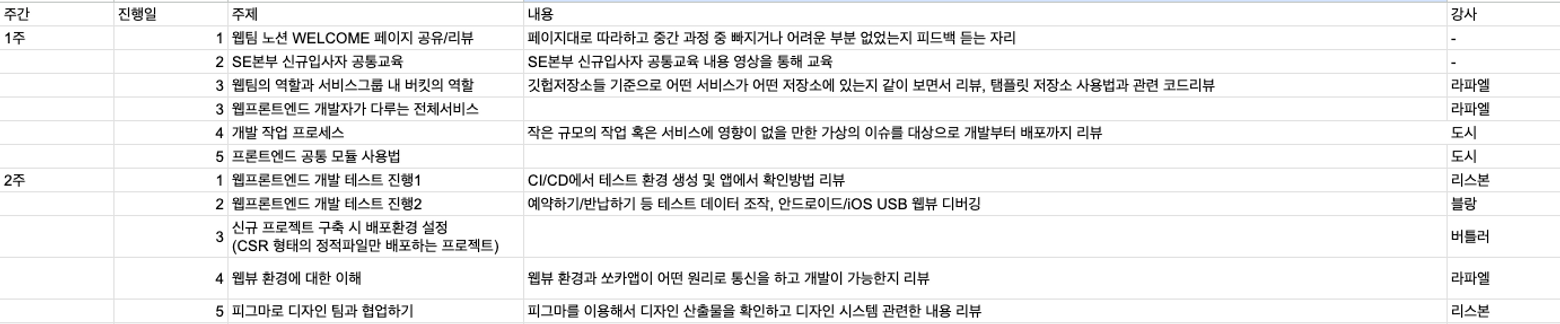 주간 진행일 주제 내용 강사
1주 1 웹팀 노션 WELCOME 페이지 공유/리뷰 페이지대로 따라하고 중간 과정 중 빠지거나 어려운 부분 없었는지 피드백 듣는 자리 -
2 SE본부 신규입사자 공통교육 SE본부 신규입사자 공통교육 내용 영상을 통해 교육 -
3 웹팀의 역할과 서비스그룹 내 버킷의 역할 깃헙저장소들 기준으로 어떤 서비스가 어떤 저장소에 있는지 같이 보면서 리뷰, 탬플릿 저장소 사용법과 관련 코드리뷰 라파엘
3 웹프론트엔드 개발자가 다루는 전체서비스 라파엘
4 개발 작업 프로세스 작은 규모의 작업 혹은 서비스에 영향이 없을 만한 가상의 이슈를 대상으로 개발부터 배포까지 리뷰 도시
5 프론트엔드 공통 모듈 사용법 도시
2주 1 웹프론트엔드 개발 테스트 진행1 CI/CD에서 테스트 환경 생성 및 앱에서 확인방법 리뷰 리스본
2 웹프론트엔드 개발 테스트 진행2 예약하기/반납하기 등 테스트 데이터 조작, 안드로이드/iOS USB 웹뷰 디버깅 블랑
3 신규 프로젝트 구축 시 배포환경 설정 버틀러
(CSR 형태의 정적파일만 배포하는 프로젝트)
4 웹뷰 환경에 대한 이해 웹뷰 환경과 쏘카앱이 어떤 원리로 통신을 하고 개발이 가능한지 리뷰 라파엘
5 피그마로 디자인 팀과 협업하기 피그마를 이용해서 디자인 산출물을 확인하고 디자인 시스템 관련한 내용 리뷰 리스본